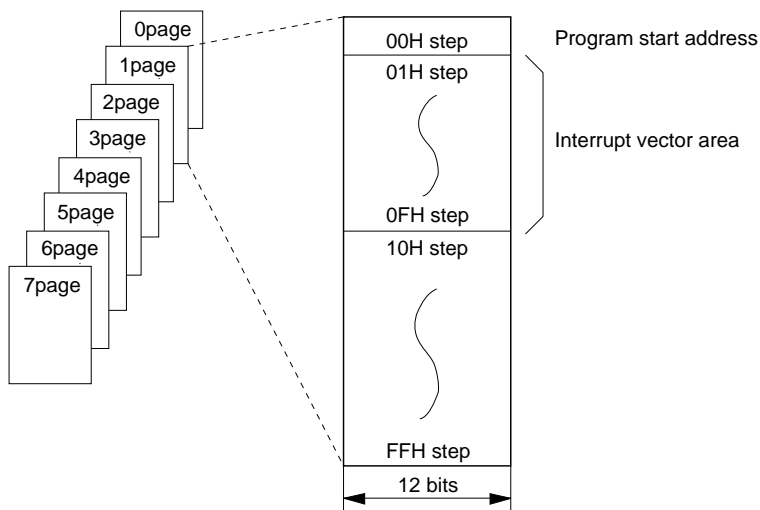 0page
1page
2page
3page
4page
5page
6page
7page
00H step
01H step
0FH step
10H step
FFH step
12 bits
Program start address
Interrupt vector area